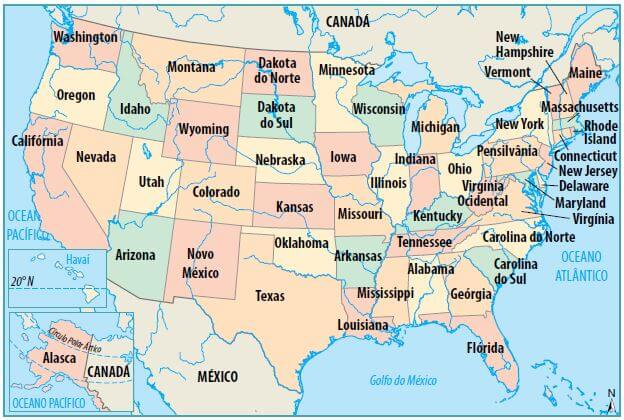 CANADÁ
Washington
Montana
Dakota
do Norte
Minnesota
New
Hampshire
Vermont
Maine
Oregon
Idaho
Dakota
do Sul
Wisconsin
Michigan
New York
Massachusetts
Rhode
Island
Connecticut
Wyoming
Califórnia
Nevada
Utah
Colorado
Nebraska
Iowa
Illinois
Indiana
Ohio
Pensilvânia
New Jersey
Delaware
Maryland
Virgínia
Virgínia
Ocidental
Kansas
Missouri
Kentucky
Carolina do Norte
Tennessee
Carolina
do Sul
OCEANO
ATLÂNTICO
OCEANO
PACÍFICO
Arizona
Novo
México
Oklahoma
Arkansas
Texas
Mississippi
Alabama
Geórgia
Louisiana
Flórida
Havaí
20° N
Círculo Polar Ártico
Alasca
CANADÁ
OCEANO PACÍFICO
MÉXICO
Golfo do México
N